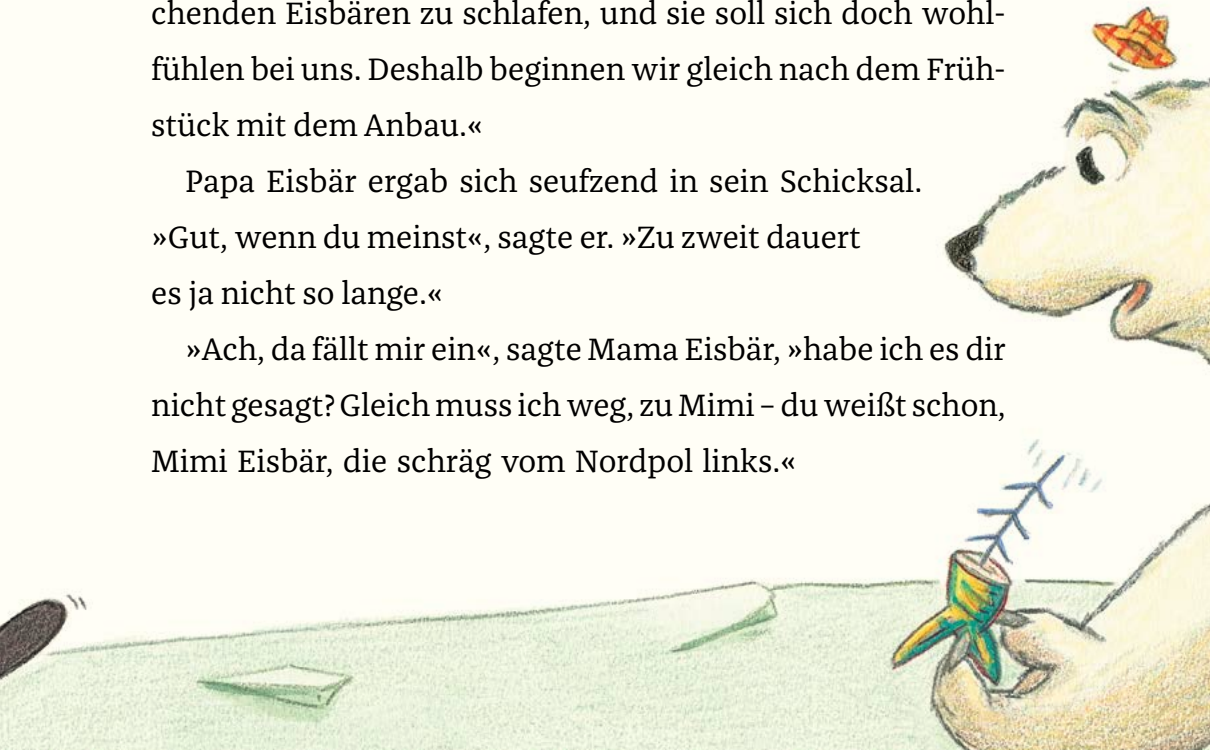 chenden Eisbären zu schlafen, und sie soll sich doch wohl-
fühlen bei uns. Deshalb beginnen wir gleich nach dem Früh-
stück mit dem Anbau.«
Papa Eisbär ergab sich seufzend in sein Schicksal.
»Gut, wenn du meinst«, sagte er. »Zu zweit dauert
es ja nicht so lange.«
»Ach, da fällt mir ein«, sagte Mama Eisbär, »habe ich es dir
nicht gesagt? Gleich muss ich weg, zu Mimi – du weißt schon,
Mimi Eisbär, die schräg vom Nordpol links.«